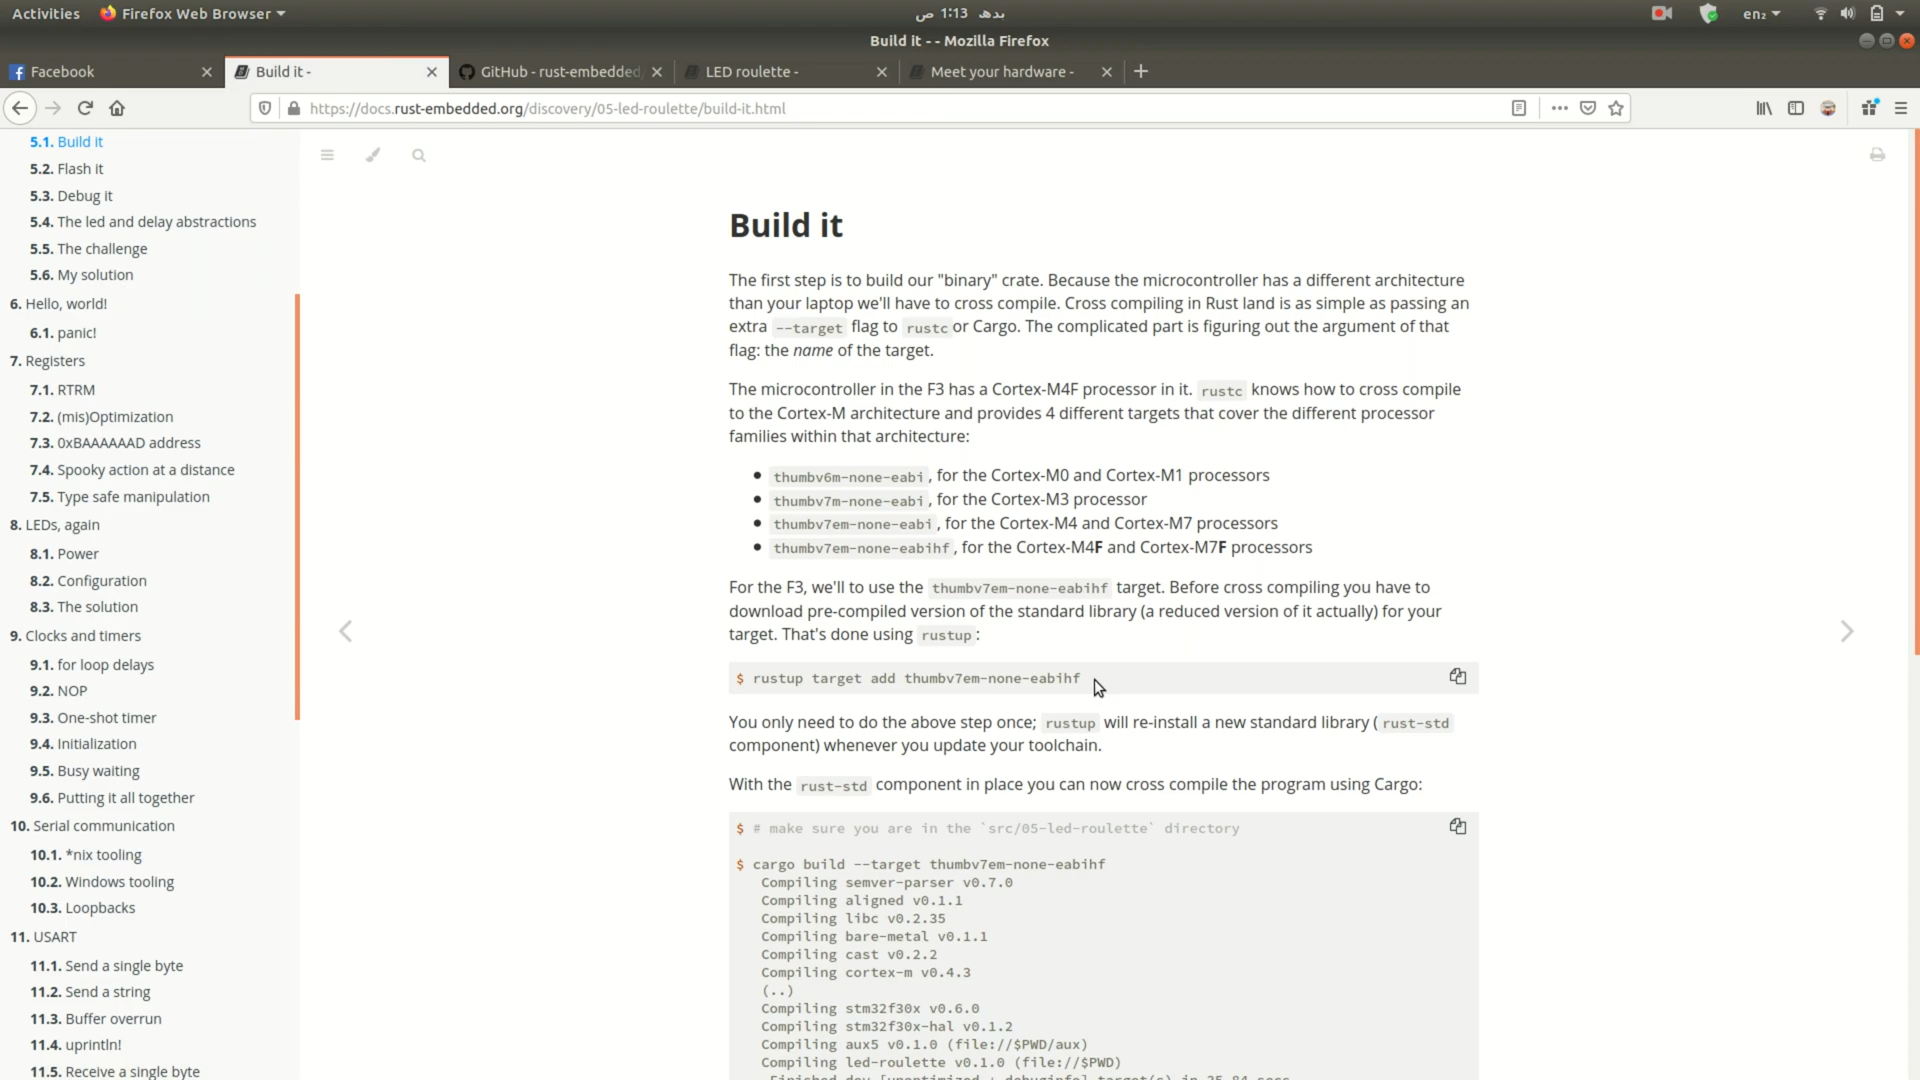 Activities
Firefox Web Browser
بدھ 1:13 ص
en₂
Build it - - Mozilla Firefox
Facebook
Build it -
GitHub - rust-embedded
LED roulette -
Meet your hardware -
https://docs.rust-embedded.org/discovery/05-led-roulette/build-it.html
5.1. Build it
5.2. Flash it
5.3. Debug it
5.4. The led and delay abstractions
5.5. The challenge
5.6. My solution
6. Hello, world!
6.1. panic!
7. Registers
7.1. RTRM
7.2. (mis)Optimization
7.3. 0xBAAAAAAD address
7.4. Spooky action at a distance
7.5. Type safe manipulation
8. LEDs, again
8.1. Power
8.2. Configuration
8.3. The solution
9. Clocks and timers
9.1. for loop delays
9.2. NOP
9.3. One-shot timer
9.4. Initialization
9.5. Busy waiting
9.6. Putting it all together
10. Serial communication
10.1. *nix tooling
10.2. Windows tooling
10.3. Loopbacks
11. USART
11.1. Send a single byte
11.2. Send a string
11.3. Buffer overrun
11.4. uprintln!
11.5. Receive a single byte
Build it
The first step is to build our "binary" crate. Because the microcontroller has a different architecture
than your laptop we'll have to cross compile. Cross compiling in Rust land is as simple as passing an
extra --target flag to rustc or Cargo. The complicated part is figuring out the argument of that
flag: the name of the target.
The microcontroller in the F3 has a Cortex-M4F processor in it. rustc knows how to cross compile
to the Cortex-M architecture and provides 4 different targets that cover the different processor
families within that architecture:
• thumbv6m-none-eabi, for the Cortex-M0 and Cortex-M1 processors
• thumbv7m-none-eabi, for the Cortex-M3 processor
• thumbv7em-none-eabi, for the Cortex-M4 and Cortex-M7 processors
• thumbv7em-none-eabihf, for the Cortex-M4F and Cortex-M7F processors
For the F3, we'll to use the thumbv7em-none-eabihf target. Before cross compiling you have to
download pre-compiled version of the standard library (a reduced version of it actually) for your
target. That's done using rustup:
$ rustup target add thumbv7em-none-eabihf
You only need to do the above step once; rustup will re-install a new standard library (rust-std
component) whenever you update your toolchain.
With the rust-std component in place you can now cross compile the program using Cargo:
$ # make sure you are in the `src/05-led-roulette` directory
$ cargo build --target thumbv7em-none-eabihf
Compiling semver-parser v0.7.0
Compiling aligned v0.1.1
Compiling libc v0.2.35
Compiling bare-metal v0.1.1
Compiling cast v0.2.2
Compiling cortex-m v0.4.3
(..)
Compiling stm32f30x v0.6.0
Compiling stm32f30x-hal v0.1.2
Compiling aux5 v0.1.0 (file://$PWD/aux)
Compiling led-roulette v0.1.0 (file://$PWD)
Finished dev [unoptimized + debuginfo] target(s) in 35.84 secs